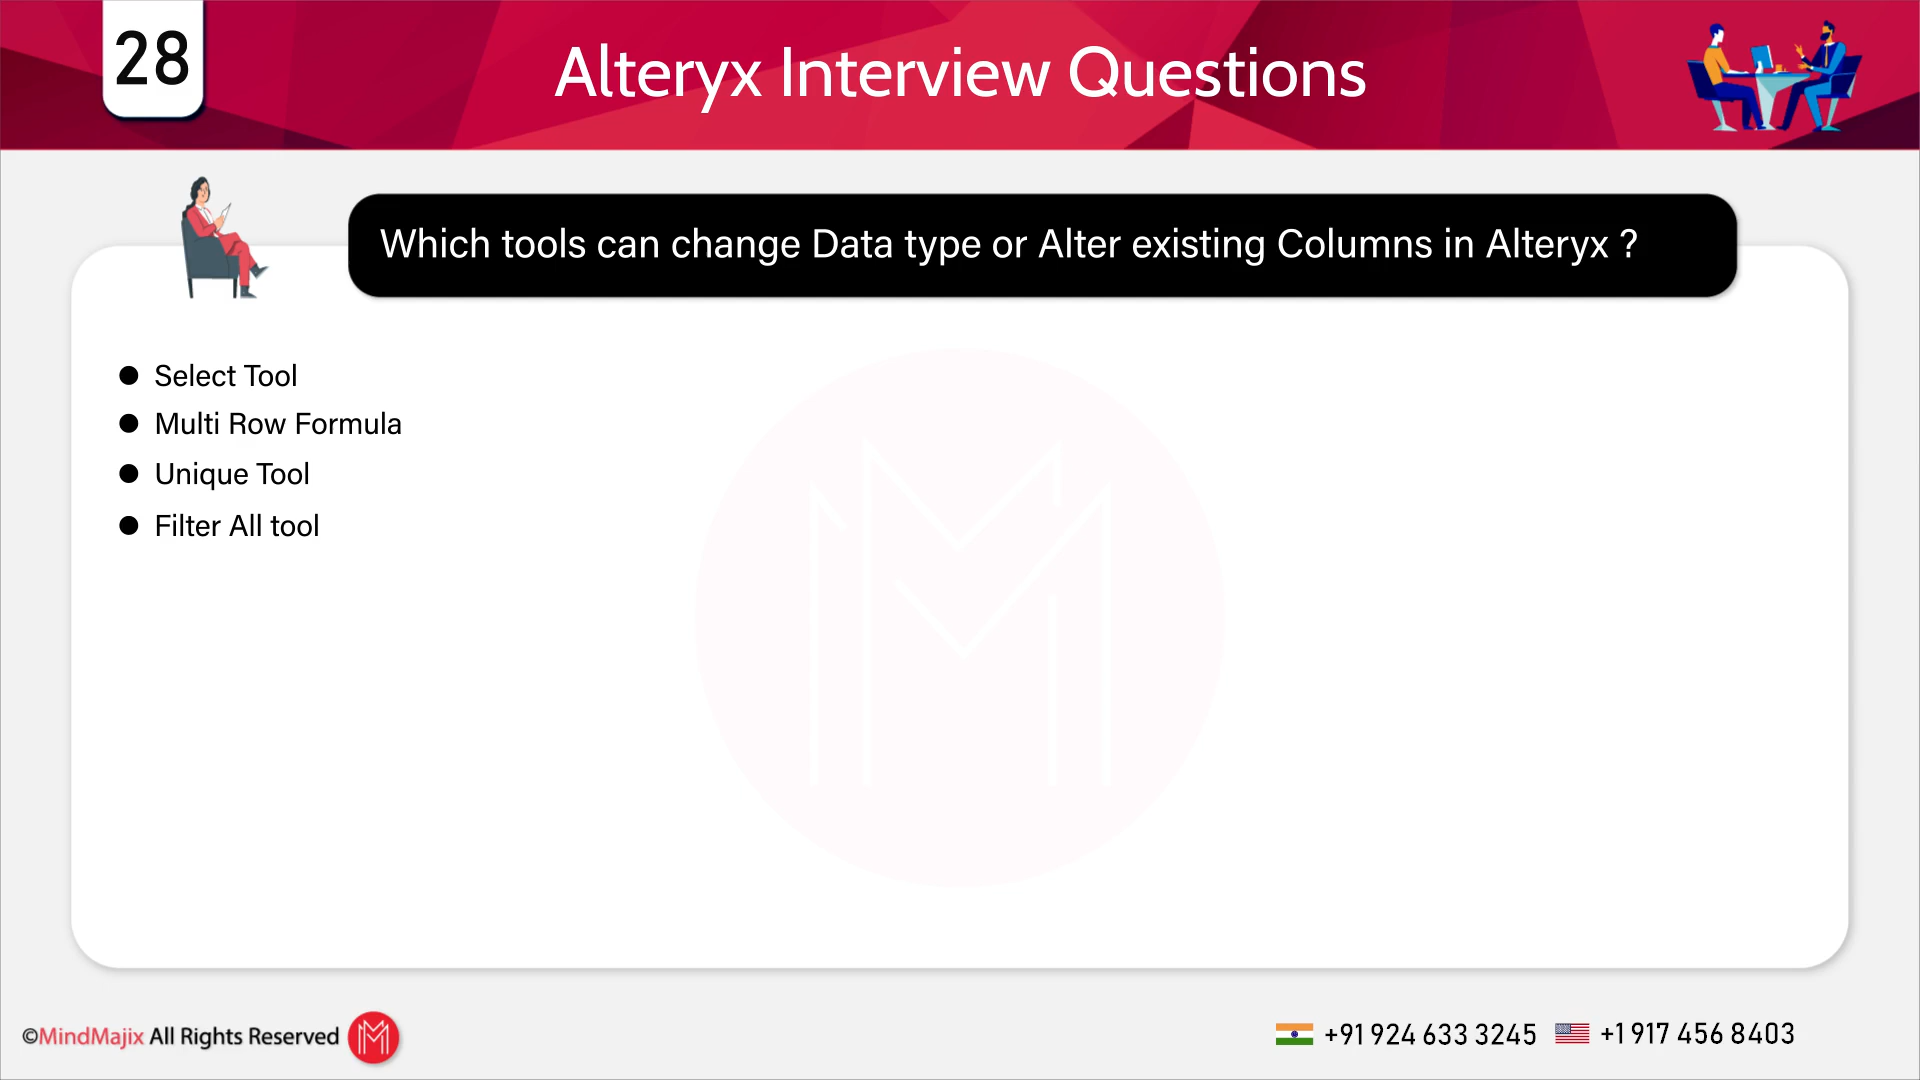 28
Alteryx Interview Questions
Which tools can change Data type or Alter existing Columns in Alteryx ?
● Select Tool
● Multi Row Formula
● Unique Tool
● Filter All tool
©MindMajix All Rights Reserved
+91 924 633 3245 +1 917 456 8403